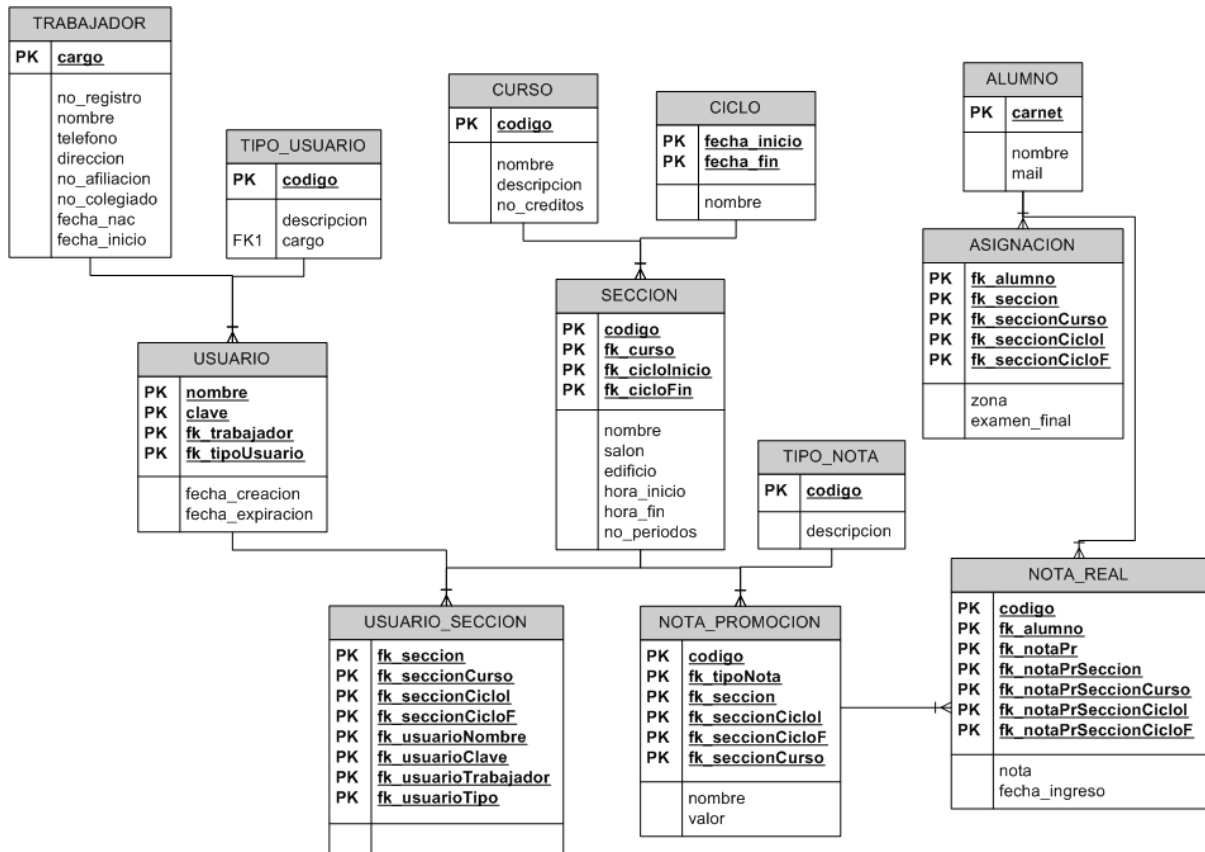 TRABAJADOR
PK cargo
no_registro
nombre
telefono
direccion
no_afiliacion
no_colegiado
fecha_nac
fecha_inicio
TIPO_USUARIO
PK codigo
descripcion
FK1 cargo
CURSO
PK codigo
nombre
descripcion
no_creditos
CICLO
PK fecha_inicio
PK fecha_fin
nombre
ALUMNO
PK carnet
nombre
mail
ASIGNACION
PK fk_alumno
PK fk_seccion
PK fk_seccionCurso
PK fk_seccionCicloI
PK fk_seccionCicloF
zona
examen_final
SECCION
PK codigo
PK fk_curso
PK fk_cicloInicio
PK fk_cicloFin
nombre
salon
edificio
hora_inicio
hora_fin
no_periodos
USUARIO
PK nombre
PK clave
PK fk_trabajador
PK fk_tipoUsuario
fecha_creacion
fecha_expiracion
TIPO_NOTA
PK codigo
descripcion
USUARIO_SECCION
PK fk_seccion
PK fk_seccionCurso
PK fk_seccionCicloI
PK fk_seccionCicloF
PK fk_usuarioNombre
PK fk_usuarioClave
PK fk_usuarioTrabajador
PK fk_usuarioTipo
NOTA_PROMOCION
PK codigo
PK fk_tipoNota
PK fk_seccion
PK fk_seccionCicloI
PK fk_seccionCicloF
PK fk_seccionCurso
nombre
valor
NOTA_REAL
PK codigo
PK fk_alumno
PK fk_notaPr
PK fk_notaPrSeccion
PK fk_notaPrSeccionCurso
PK fk_notaPrSeccionCicloI
PK fk_notaPrSeccionCicloF
nota
fecha_ingreso